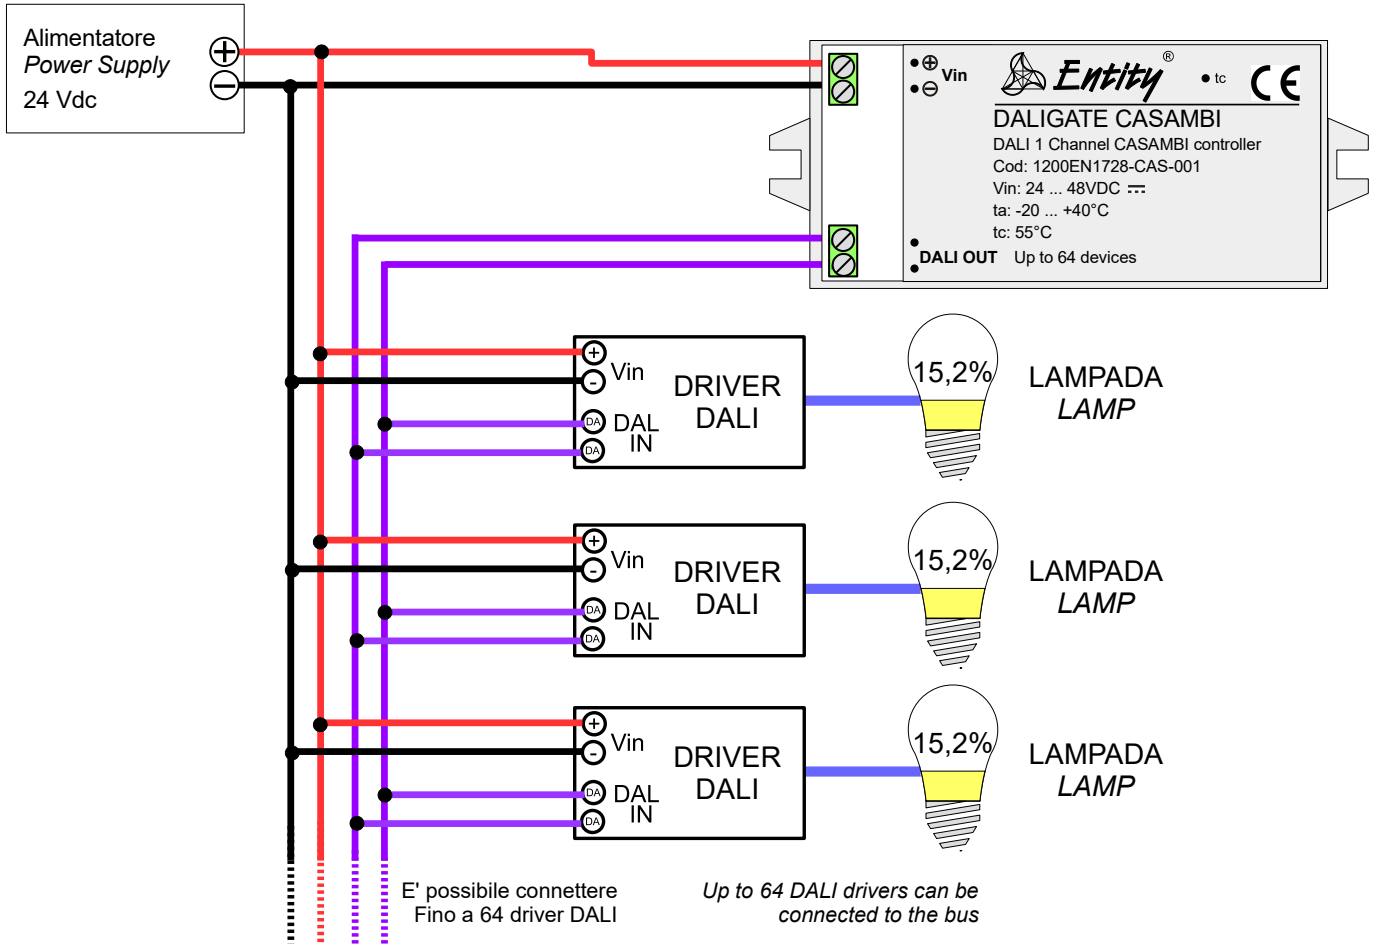 Alimentatore
Power Supply
24 Vdc
+
−
+ Vin
−
Entity ®
tc
CE
DALIGATE CASAMBI
DALI 1 Channel CASAMBI controller
Cod: 1200EN1728-CAS-001
Vin: 24 ... 48VDC
ta: -20 ... +40°C
tc: 55°C
DALI OUT Up to 64 devices
+
-
Vin
DA
DA
DAL
IN
DRIVER
DALI
15,2%
LAMPADA
LAMP
+
-
Vin
DA
DA
DAL
IN
DRIVER
DALI
15,2%
LAMPADA
LAMP
+
-
Vin
DA
DA
DAL
IN
DRIVER
DALI
15,2%
LAMPADA
LAMP
E' possibile connettere
Fino a 64 driver DALI
Up to 64 DALI drivers can be
connected to the bus